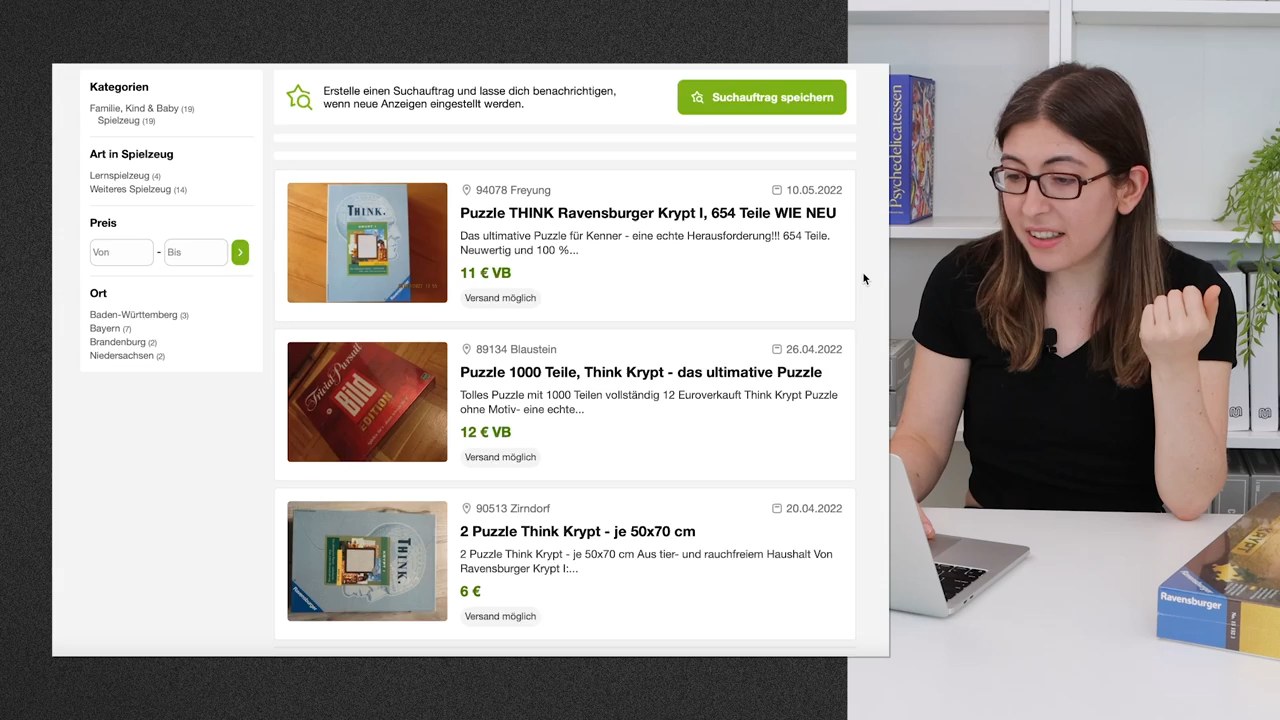 Kategorien
Familie, Kind & Baby (19)
Spielzeug (19)
Art in Spielzeug
Lernspielzeug (4)
Weiteres Spielzeug (14)
Preis
Von - Bis
Ort
Baden-Württemberg (3)
Bayern (7)
Brandenburg (2)
Niedersachsen (2)
Erstelle einen Suchauftrag und lasse dich benachrichtigen,
wenn neue Anzeigen eingestellt werden.
Suchauftrag speichern
94078 Freyung
10.05.2022
Puzzle THINK Ravensburger Krypt I, 654 Teile WIE NEU
Das ultimative Puzzle für Kenner - eine echte Herausforderung!!! 654 Teile.
Neuwertig und 100 %...
11 € VB
Versand möglich
THINK.
89134 Blaustein
26.04.2022
Puzzle 1000 Teile, Think Krypt - das ultimative Puzzle
Tolles Puzzle mit 1000 Teilen vollständig 12 Euroverkauft Think Krypt Puzzle
ohne Motiv- eine echte...
12 € VB
Versand möglich
Trivial Pursuit
Bild
EDITION
90513 Zirndorf
20.04.2022
2 Puzzle Think Krypt - je 50x70 cm
2 Puzzle Think Krypt - je 50x70 cm Aus tier- und rauchfreiem Haushalt Von
Ravensburger Krypt I:...
6 €
Versand möglich
THINK.
Ravensburger
Psychedelicatessen
KRYPT
Ravensburger